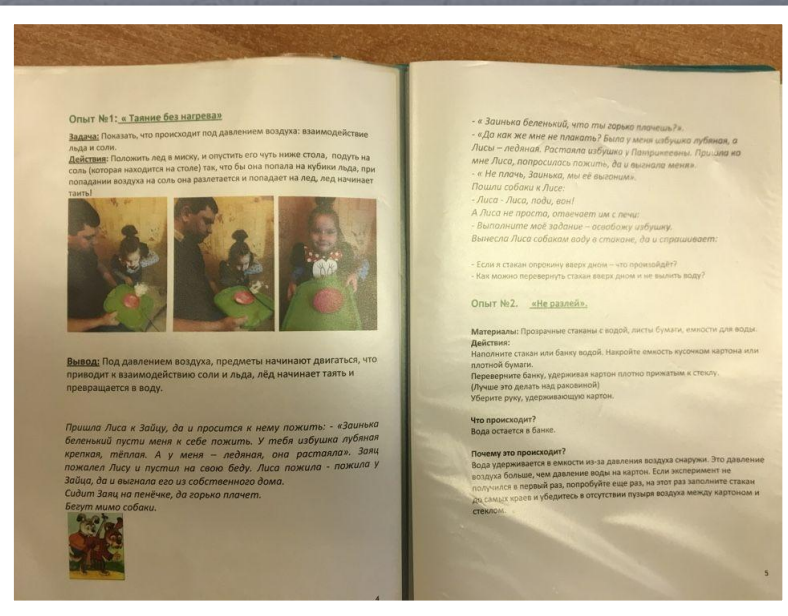 Опыт №1: « Таяние без нагрева»
Задача: Показать, что происходит под давлением воздуха: взаимодействие
льда и соли.
Действия: Положить лед в миску, и опустить его чуть ниже стола, подуть на
соль (которая находится на столе) так, что бы она попала на кубики льда, при
попадании воздуха на соль она разлетается и попадает на лед, лед начинает
таить!
Вывод: Под давлением воздуха, предметы начинают двигаться, что
приводит к взаимодействию соли и льда, лёд начинает таять и
превращается в воду.
Пришла Лиса к Зайцу, да и просится к нему пожить: - «Заинька
беленький пусти меня к себе пожить. У тебя избушка лубяная
крепкая, тёплая. А у меня – ледяная, она растаяла». Заяц
пожалел Лису и пустил на свою беду. Лиса пожила - пожила у
Зайца, да и выгнала его из собственного дома.
Сидит Заяц на пенёчке, да горько плачет.
Бегут мимо собаки.
4
- « Заинька беленький, что ты горько плачешь?».
- «Да как же мне не плакать? Была у меня избушка лубяная, а
Лисы – ледяная. Растаяла избушка у Патрикеевны. Пришла ко
мне Лиса, попросилась пожить, да и выгнала меня».
- « Не плачь, Заинька, мы её выгоним».
Пошли собаки к Лисе:
- Лиса - Лиса, поди, вон!
А Лиса не проста, отвечает им с печи:
- Выполните моё задание – освобожу избушку.
Вынесла Лиса собакам воду в стакане, да и спрашивает:
- Если я стакан опрокину вверх дном – что произойдёт?
- Как можно перевернуть стакан вверх дном и не вылить воду?
Опыт №2. «Не разлей».
Материалы: Прозрачные стаканы с водой, листы бумаги, емкости для воды.
Действия:
Наполните стакан или банку водой. Накройте емкость кусочком картона или
плотной бумаги.
Переверните банку, удерживая картон плотно прижатым к стеклу.
(Лучше это делать над раковиной)
Уберите руку, удерживающую картон.
Что происходит?
Вода остается в банке.
Почему это происходит?
Вода удерживается в емкости из-за давления воздуха снаружи. Это давление
воздуха больше, чем давление воды на картон. Если эксперимент не
получился в первый раз, попробуйте еще раз, на этот раз заполните стакан
до самых краев и убедитесь в отсутствии пузыря воздуха между картоном и
стеклом.
5